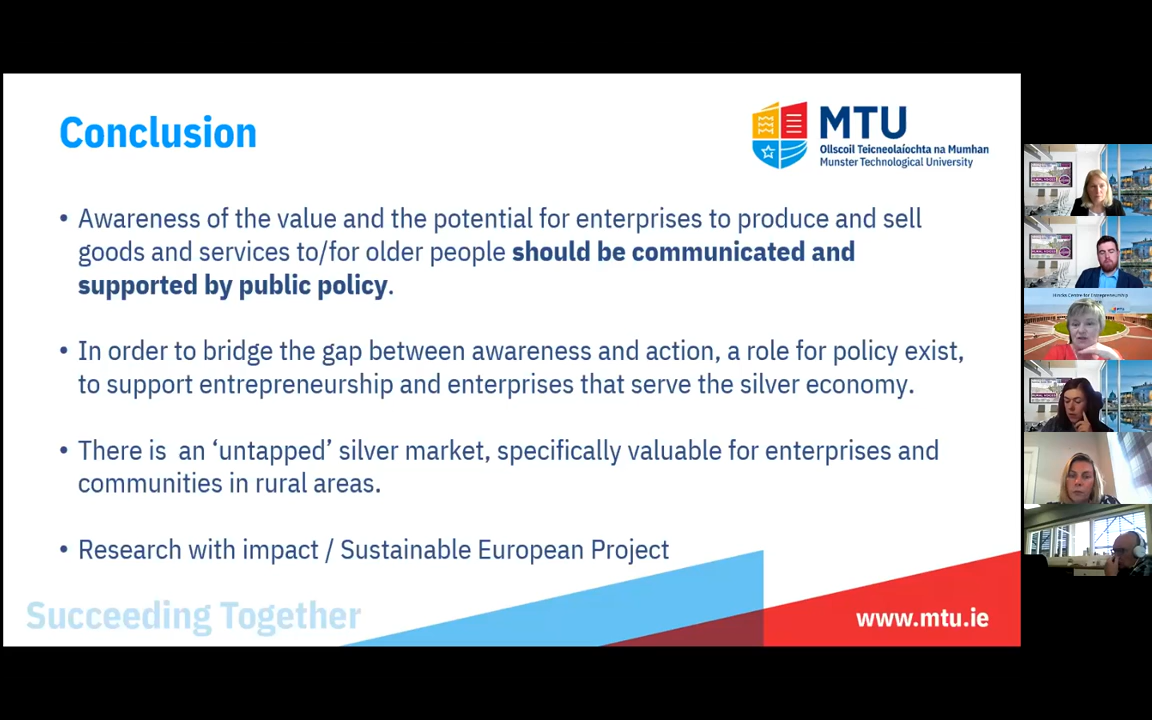 Conclusion
MTU
Ollscoil Teicneolaíochta na Mumhan
Munster Technological University
• Awareness of the value and the potential for enterprises to produce and sell
goods and services to/for older people should be communicated and
supported by public policy.
• In order to bridge the gap between awareness and action, a role for policy exist,
to support entrepreneurship and enterprises that serve the silver economy.
• There is an ‘untapped’ silver market, specifically valuable for enterprises and
communities in rural areas.
• Research with impact / Sustainable European Project
Succeeding Together
www.mtu.ie
Hincks Centre for Entrepreneurship